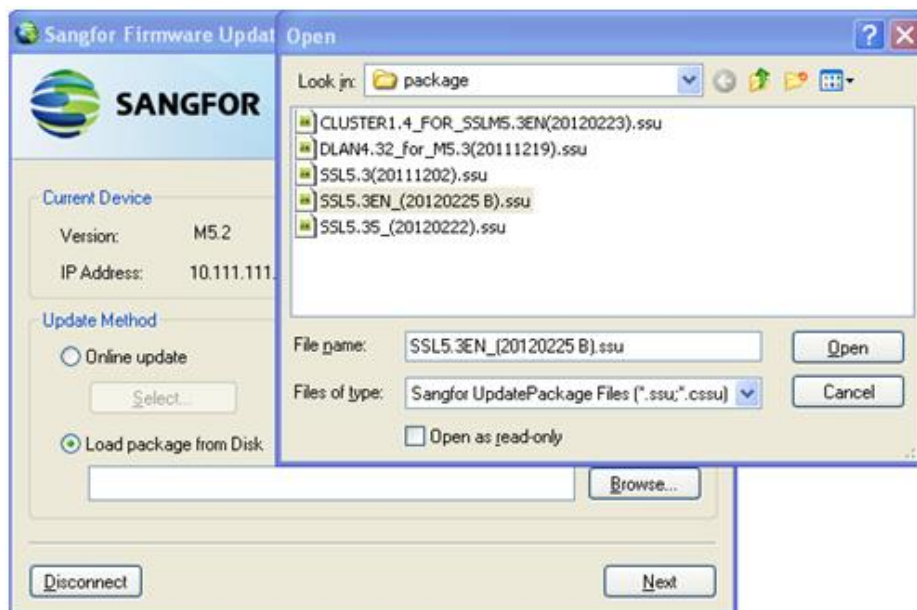 Sangfor Firmware Updat
SANGFOR
Current Device
Version: M5.2
IP Address: 10.111.111.
Update Method
Online update
Select...
Load package from Disk
Browse...
Disconnect
Next
Open
Look in: package
CLUSTER1.4_FOR_SSLM5.3EN(20120223).ssu
DLAN4.32_for_M5.3(20111219).ssu
SSL5.3(20111202).ssu
SSL5.3EN_(20120225 B).ssu
SSL5.35_(20120222).ssu
File name: SSL5.3EN_(20120225 B).ssu
Open
Files of type: Sangfor UpdatePackage Files (*.ssu;*.cssu)
Cancel
Open as read-only